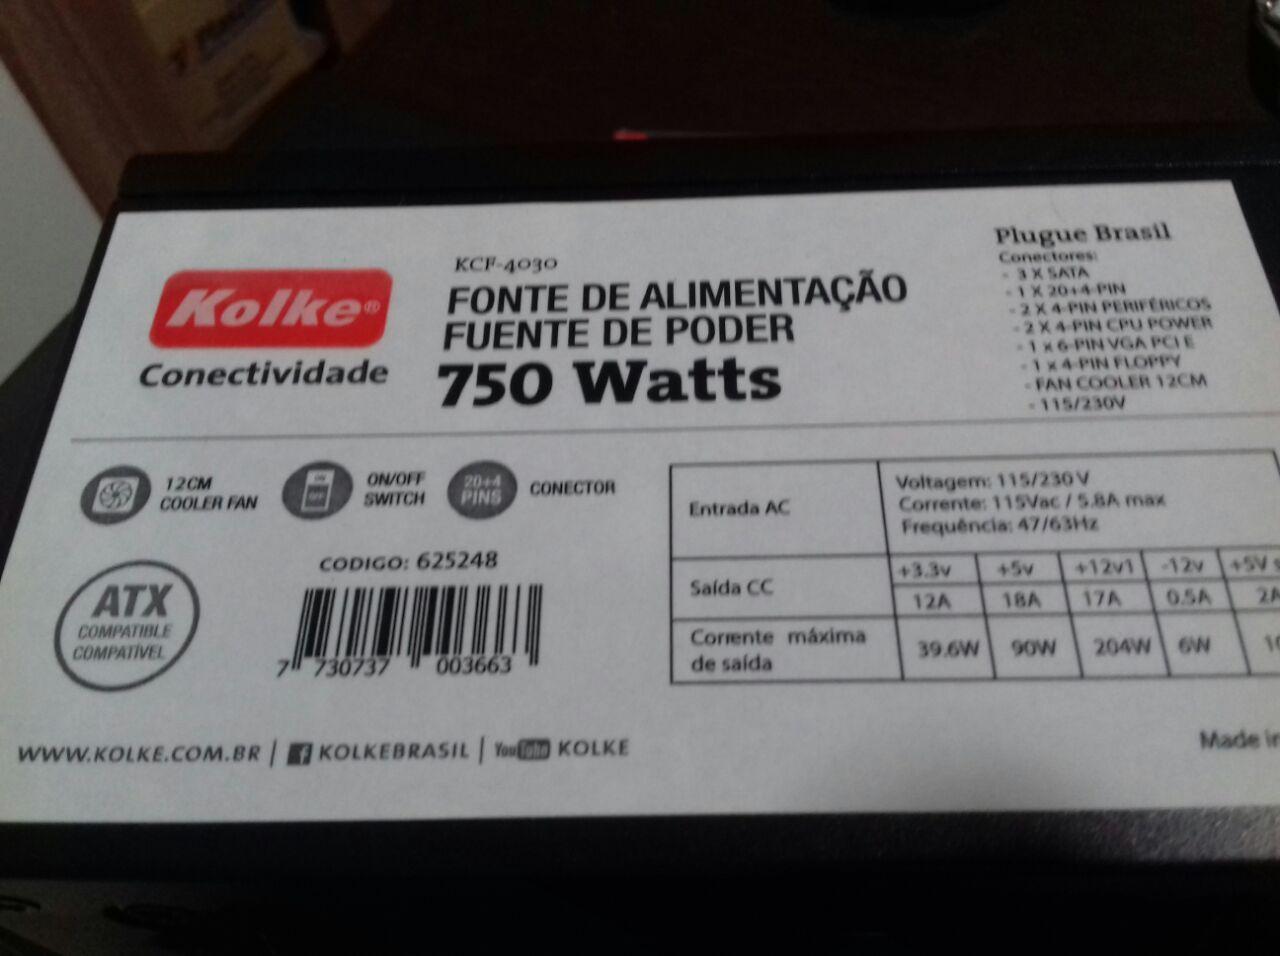 KCF-4030
Kolke®
Conectividade
FONTE DE ALIMENTAÇÃO
FUENTE DE PODER
750 Watts
Plugue Brasil
Conectores:
- 3 X SATA
- 1 X 20+4-PIN
- 2 X 4-PIN PERIFÉRICOS
- 2 X 4-PIN CPU POWER
- 1 x 6-PIN VGA PCI E
- 1 x 4-PIN FLOPPY
- FAN COOLER 12CM
- 115/230V
12CM
COOLER FAN
ON
OFF
ON/OFF
SWITCH
20+4
PINS
CONECTOR
ATX
COMPATIBLE
COMPATÍVEL
CODIGO: 625248
7 730737 003663
Entrada AC
Voltagem: 115/230 V
Corrente: 115Vac / 5.8A max
Frequência: 47/63Hz
Saída CC +3.3v +5v +12v1 -12v +5V
12A 18A 17A 0.5A 2A
Corrente máxima
de saída
39.6W 90W 204W 6W
WWW.KOLKE.COM.BR | f KOLKEBRASIL | YouTube KOLKE
Made in